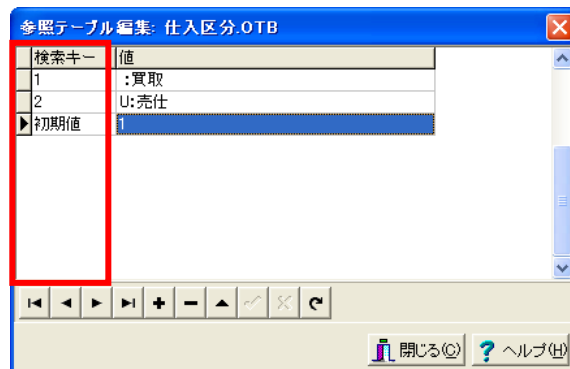 参照テーブル編集: 仕入区分.OTB
検索キー 値
1 :買取
2 U:売仕
初期値 1
閉じる(C) ? ヘルプ(H)